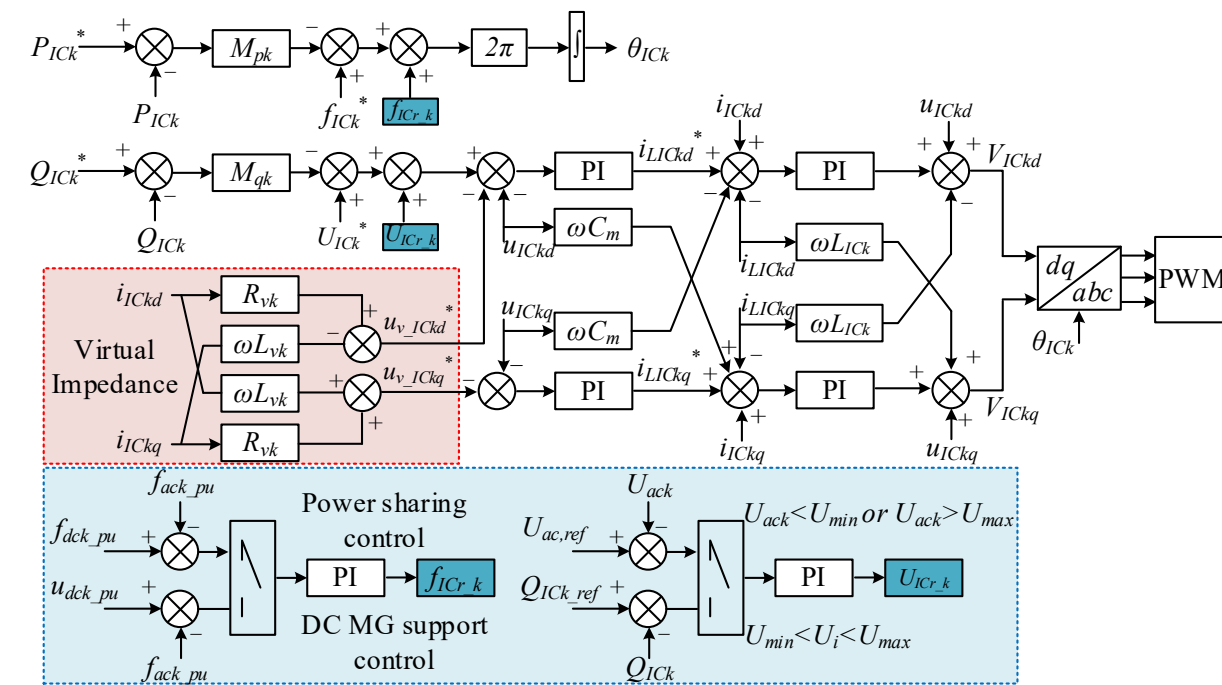 P_ICk* + − M_pk − + + + 2π ∫ θ_ICk
P_ICk f_ICk* f_ICr_k
Q_ICk* + − M_qk − + + + + − − PI i_LICkd* + + − − PI + + − V_ICkd
i_ICkd u_ICkd
Q_ICk U_ICk* U_ICr_k
u_ICkd ωC_m i_LICkd ωL_ICk
dq
abc
PWM
θ_ICk
u_ICkq ωC_m i_LICkq ωL_ICk
− − PI i_LICkq* + + − + PI + + + V_ICkq
i_ICkq u_ICkq
i_ICkd R_vk +
ωL_vk − u_v_ICkd*
Virtual
Impedance
ωL_vk + u_v_ICkq*
i_ICkq R_vk +
f_ack_pu
f_dck_pu + −
u_dck_pu + −
f_ack_pu
Power sharing
control
PI f_ICr_k
DC MG support
control
U_ack
U_ac,ref + −
Q_ICk_ref + −
Q_ICk
U_ack<U_min or U_ack>U_max
PI U_ICr_k
U_min<U_i<U_max